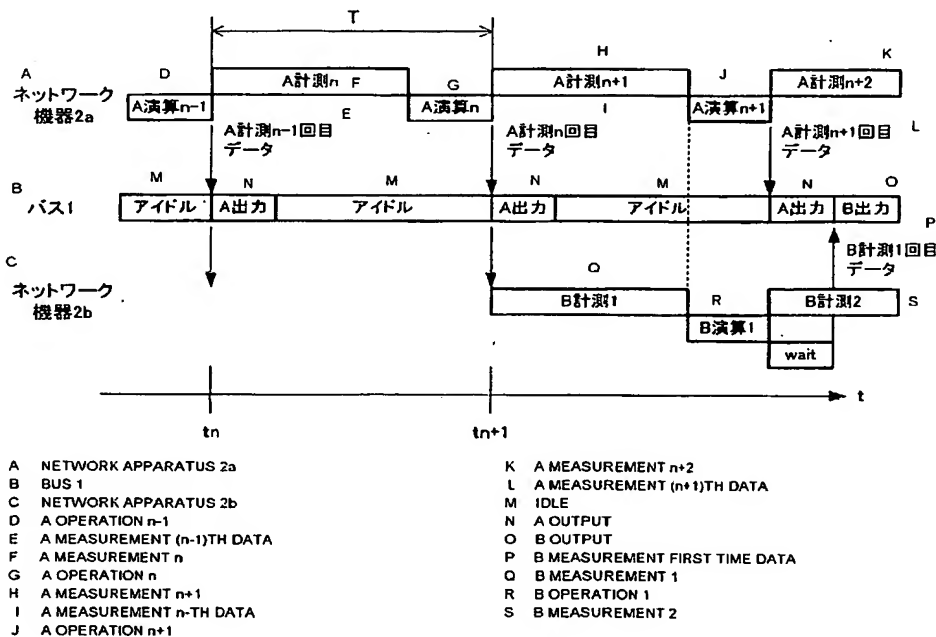 T
A
D
F
G
H
J
K
A計測n
A計測n+1
A計測n+2
ネットワーク
機器2a
A演算n-1
E
A演算n
I
A演算n+1
L
A計測n-1回目
データ
A計測n回目
データ
A計測n+1回目
データ
B
M
N
M
N
M
N
O
バス1
アイドル
A出力
アイドル
A出力
アイドル
A出力
B出力
P
B計測1回目
データ
C
ネットワーク
機器2b
Q
B計測1
R
B計測2
S
B演算1
wait
t
tn
tn+1
A NETWORK APPARATUS 2a
B BUS 1
C NETWORK APPARATUS 2b
D A OPERATION n-1
E A MEASUREMENT (n-1)TH DATA
F A MEASUREMENT n
G A OPERATION n
H A MEASUREMENT n+1
I A MEASUREMENT n-TH DATA
J A OPERATION n+1
K A MEASUREMENT n+2
L A MEASUREMENT (n+1)TH DATA
M IDLE
N A OUTPUT
O B OUTPUT
P B MEASUREMENT FIRST TIME DATA
Q B MEASUREMENT 1
R B OPERATION 1
S B MEASUREMENT 2